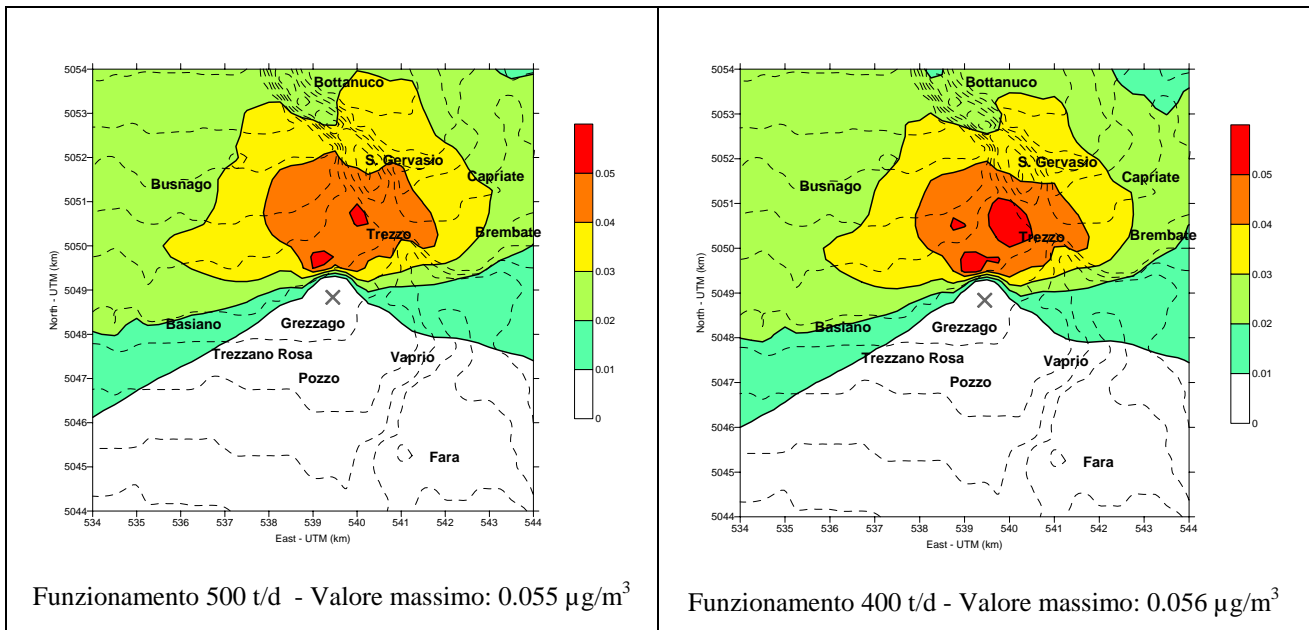 5054
5053
5052
5051
5050
5049
5048
5047
5046
5045
5044
North - UTM (km)
534 535 536 537 538 539 540 541 542 543 544
East - UTM (km)
Bottanuco
S. Gervasio
Busnago
Capriate
Trezzo
Brembate
Basiano
Grezzago
Trezzano Rosa
Vaprio
Pozzo
Fara
0.05
0.04
0.03
0.02
0.01
0
Funzionamento 500 t/d - Valore massimo: 0.055 µg/m³
5054
5053
5052
5051
5050
5049
5048
5047
5046
5045
5044
North - UTM (km)
534 535 536 537 538 539 540 541 542 543 544
East - UTM (km)
Bottanuco
S. Gervasio
Busnago
Capriate
Trezzo
Brembate
Basiano
Grezzago
Trezzano Rosa
Vaprio
Pozzo
Fara
0.05
0.04
0.03
0.02
0.01
0
Funzionamento 400 t/d - Valore massimo: 0.056 µg/m³